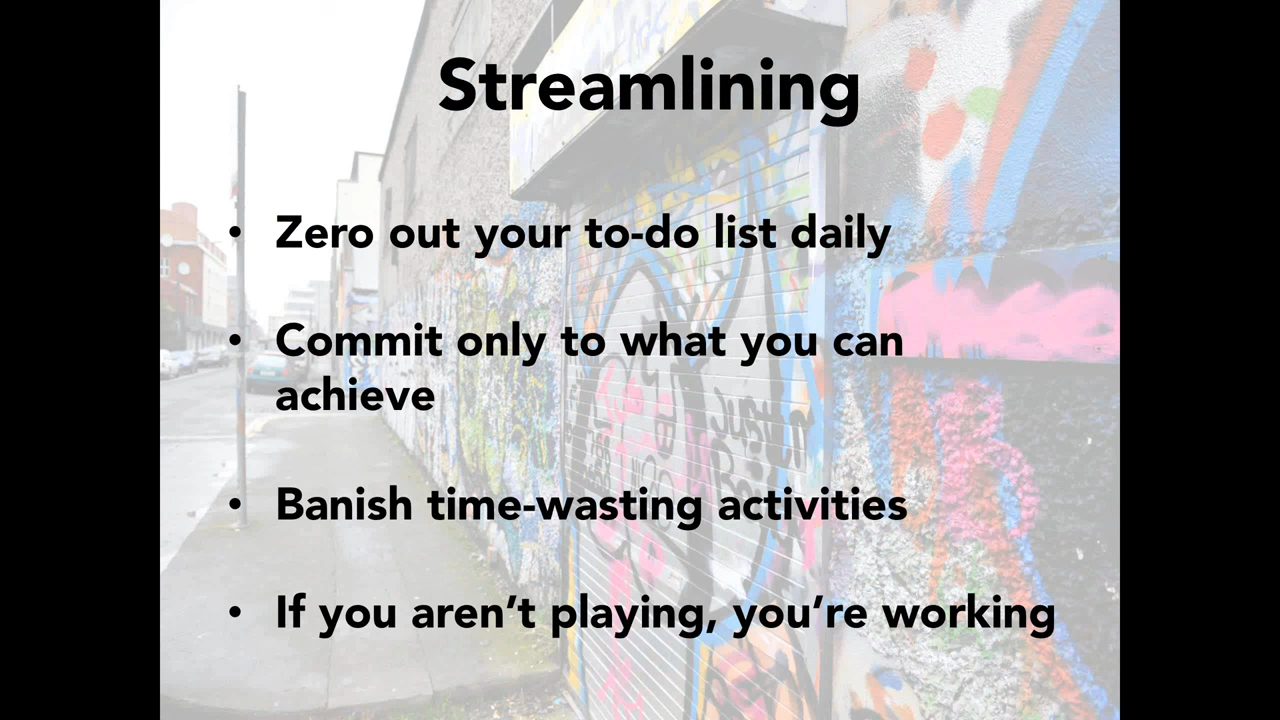 Streamlining
• Zero out your to-do list daily
• Commit only to what you can
achieve
• Banish time-wasting activities
• If you aren’t playing, you’re working